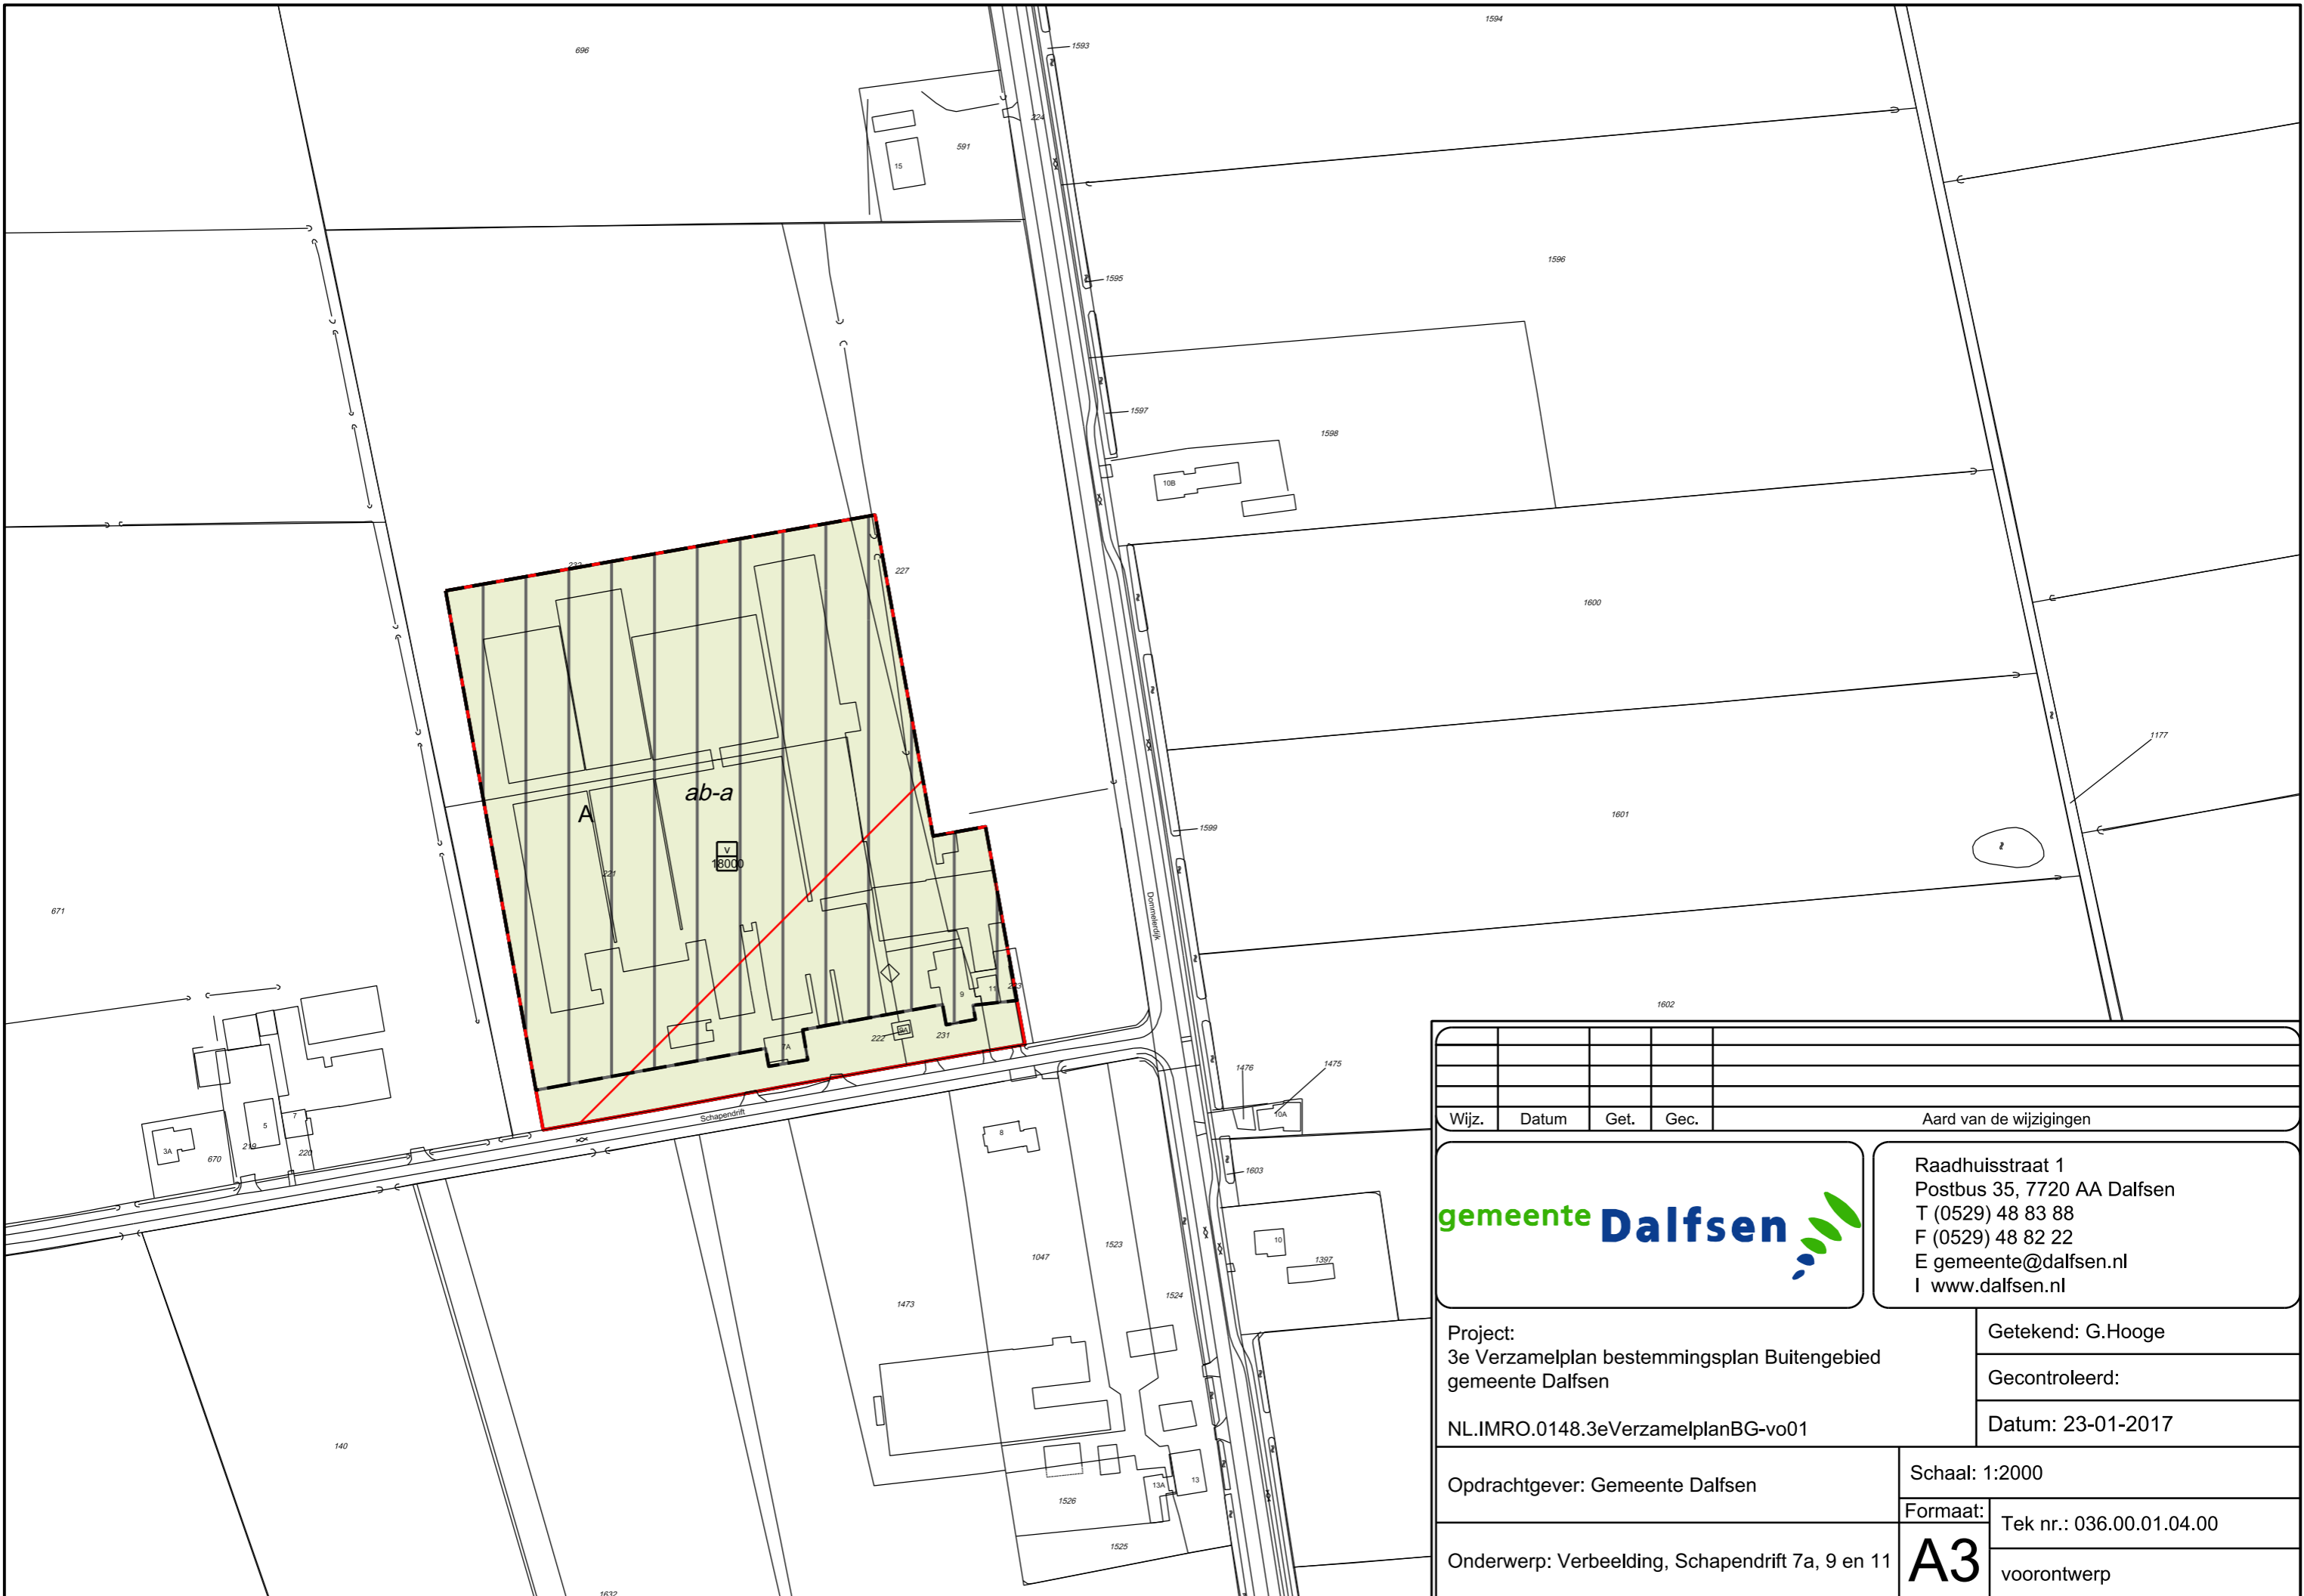 1594
696
1593
224
591
15
1596
1595
1597
1598
10B
232
227
1600
1177
ab-a
A
v
18000
1601
1599
221
671
Dommelerdijk
9
11
233
1602
222
9A
231
7A
1476
1475
10A
Schapendrift
7
5
3A
219
670
220
8
1603
10
1397
1047
1523
1524
1473
140
13A
13
1526
1525
1632
Wijz. Datum Get. Gec. Aard van de wijzigingen
gemeente Dalfsen
Raadhuisstraat 1
Postbus 35, 7720 AA Dalfsen
T (0529) 48 83 88
F (0529) 48 82 22
E gemeente@dalfsen.nl
I www.dalfsen.nl
Project:
3e Verzamelplan bestemmingsplan Buitengebied
gemeente Dalfsen
NL.IMRO.0148.3eVerzamelplanBG-vo01
Getekend: G.Hooge
Gecontroleerd:
Datum: 23-01-2017
Opdrachtgever: Gemeente Dalfsen
Schaal: 1:2000
Formaat:
A3
Tek nr.: 036.00.01.04.00
Onderwerp: Verbeelding, Schapendrift 7a, 9 en 11
voorontwerp